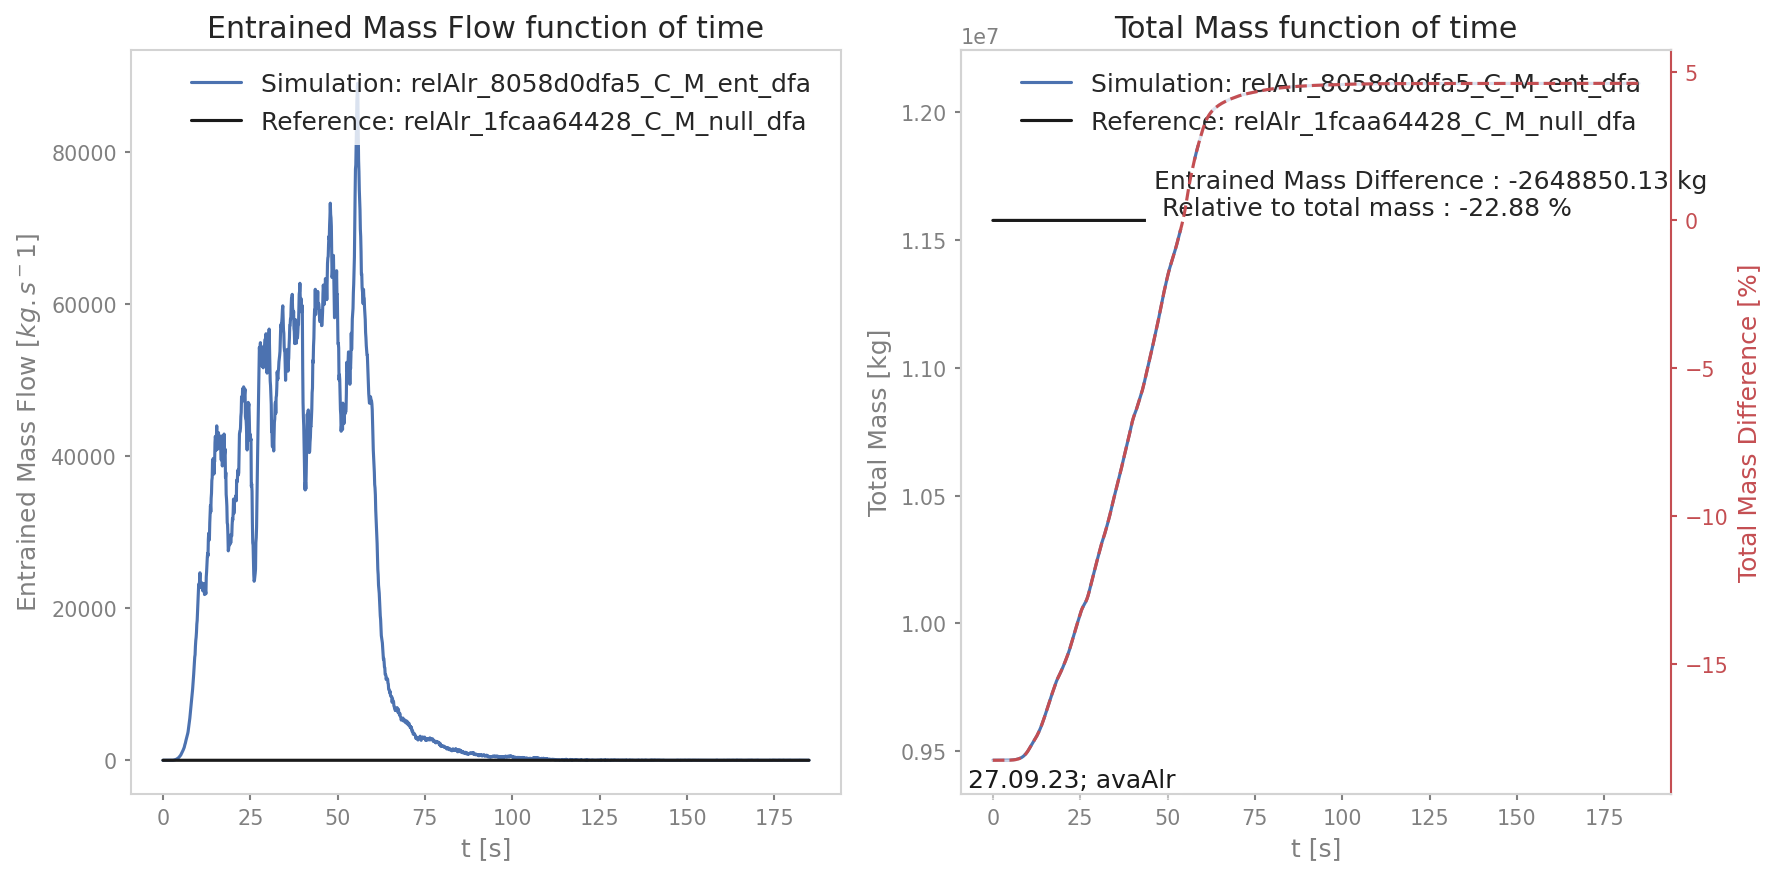 Entrained Mass Flow function of time
Simulation: relAlr_8058d0dfa5_C_M_ent_dfa
Reference: relAlr_1fcaa64428_C_M_null_dfa
80000
60000
40000
20000
0
Entrained Mass Flow [kg.s⁻1]
0 25 50 75 100 125 150 175
t [s]
Total Mass function of time
1e7
Simulation: relAlr_8058d0dfa5_C_M_ent_dfa
Reference: relAlr_1fcaa64428_C_M_null_dfa
Entrained Mass Difference : -2648850.13 kg
Relative to total mass : -22.88 %
1.20
1.15
1.10
1.05
1.00
0.95
Total Mass [kg]
27.09.23; avaAlr
0 25 50 75 100 125 150 175
t [s]
5
0
−5
−10
−15
Total Mass Difference [%]